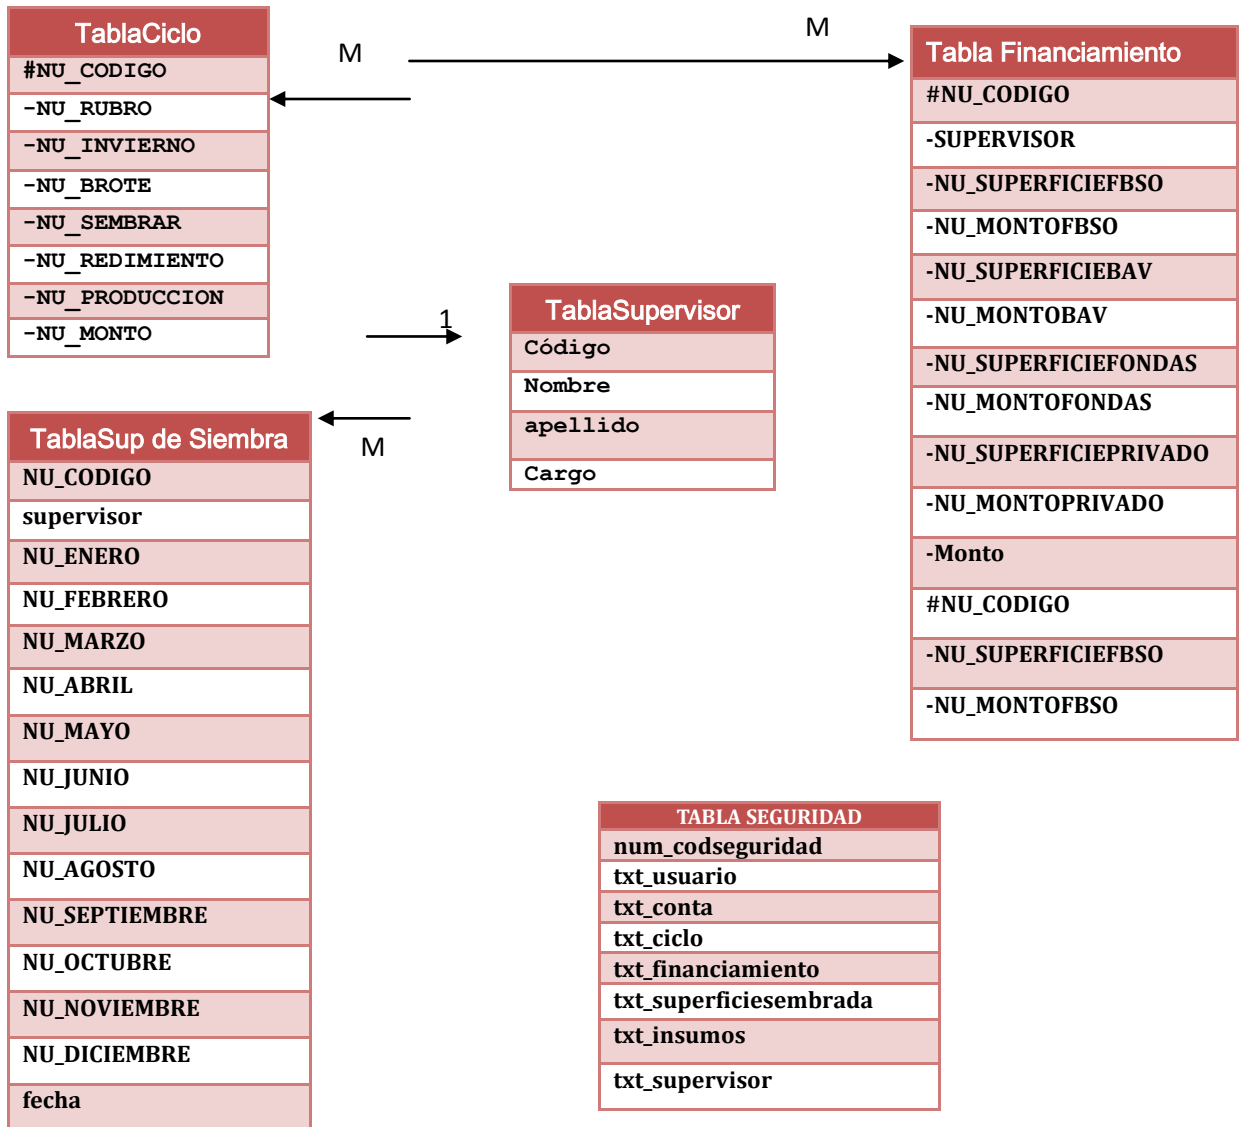 TablaCiclo
#NU_CODIGO
-NU_RUBRO
-NU_INVIERNO
-NU_BROTE
-NU_SEMBRAR
-NU_REDIMIENTO
-NU_PRODUCCION
-NU_MONTO
M
M
Tabla Financiamiento
#NU_CODIGO
-SUPERVISOR
-NU_SUPERFICIEFBSO
-NU_MONTOFBSO
-NU_SUPERFICIEBAV
-NU_MONTOBAV
-NU_SUPERFICIEFONDAS
-NU_MONTOFONDAS
-NU_SUPERFICIEPRIVADO
-NU_MONTOPRIVADO
-Monto
#NU_CODIGO
-NU_SUPERFICIEFBSO
-NU_MONTOFBSO
1
TablaSupervisor
Código
Nombre
apellido
Cargo
M
TablaSup de Siembra
NU_CODIGO
supervisor
NU_ENERO
NU_FEBRERO
NU_MARZO
NU_ABRIL
NU_MAYO
NU_JUNIO
NU_JULIO
NU_AGOSTO
NU_SEPTIEMBRE
NU_OCTUBRE
NU_NOVIEMBRE
NU_DICIEMBRE
fecha
TABLA SEGURIDAD
num_codseguridad
txt_usuario
txt_conta
txt_ciclo
txt_financiamiento
txt_superficiesembrada
txt_insumos
txt_supervisor